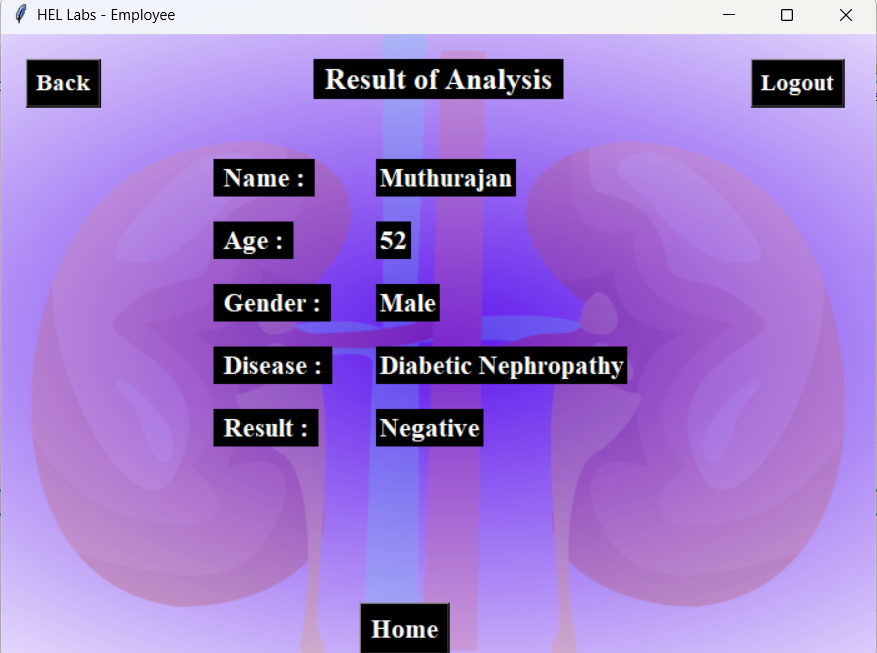 HEL Labs - Employee
Back
Result of Analysis
Logout
Name : Muthurajan
Age : 52
Gender : Male
Disease : Diabetic Nephropathy
Result : Negative
Home